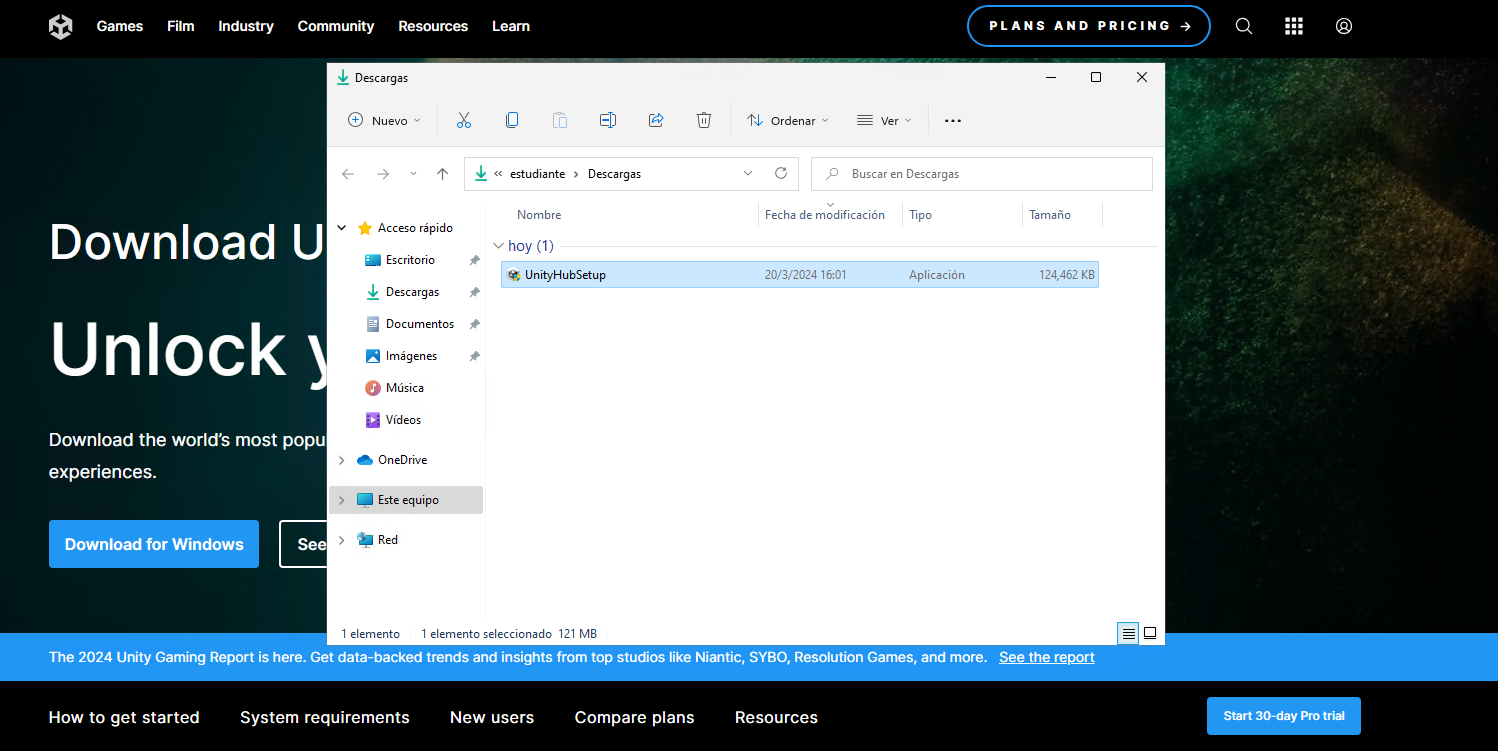 Games Film Industry Community Resources Learn PLANS AND PRICING →
Descargas
Nuevo Ordenar Ver
« estudiante › Descargas Buscar en Descargas
Nombre Fecha de modificación Tipo Tamaño
hoy (1)
UnityHubSetup 20/3/2024 16:01 Aplicación 124,462 KB
Acceso rápido
Escritorio
Descargas
Documentos
Imágenes
Música
Vídeos
OneDrive
Este equipo
Red
1 elemento 1 elemento seleccionado 121 MB
Download U
Unlock y
Download the world’s most popu
experiences.
Download for Windows See
The 2024 Unity Gaming Report is here. Get data-backed trends and insights from top studios like Niantic, SYBO, Resolution Games, and more. See the report
How to get started System requirements New users Compare plans Resources Start 30-day Pro trial